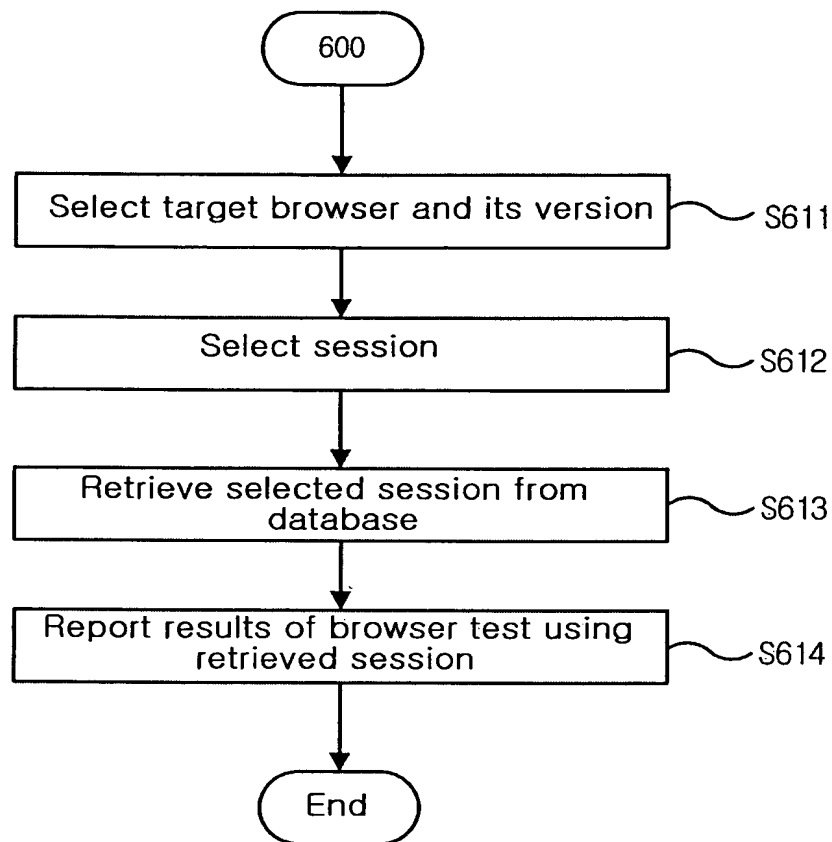 600
Select target browser and its version
S611
Select session
S612
Retrieve selected session from
database
S613
Report results of browser test using
retrieved session
S614
End